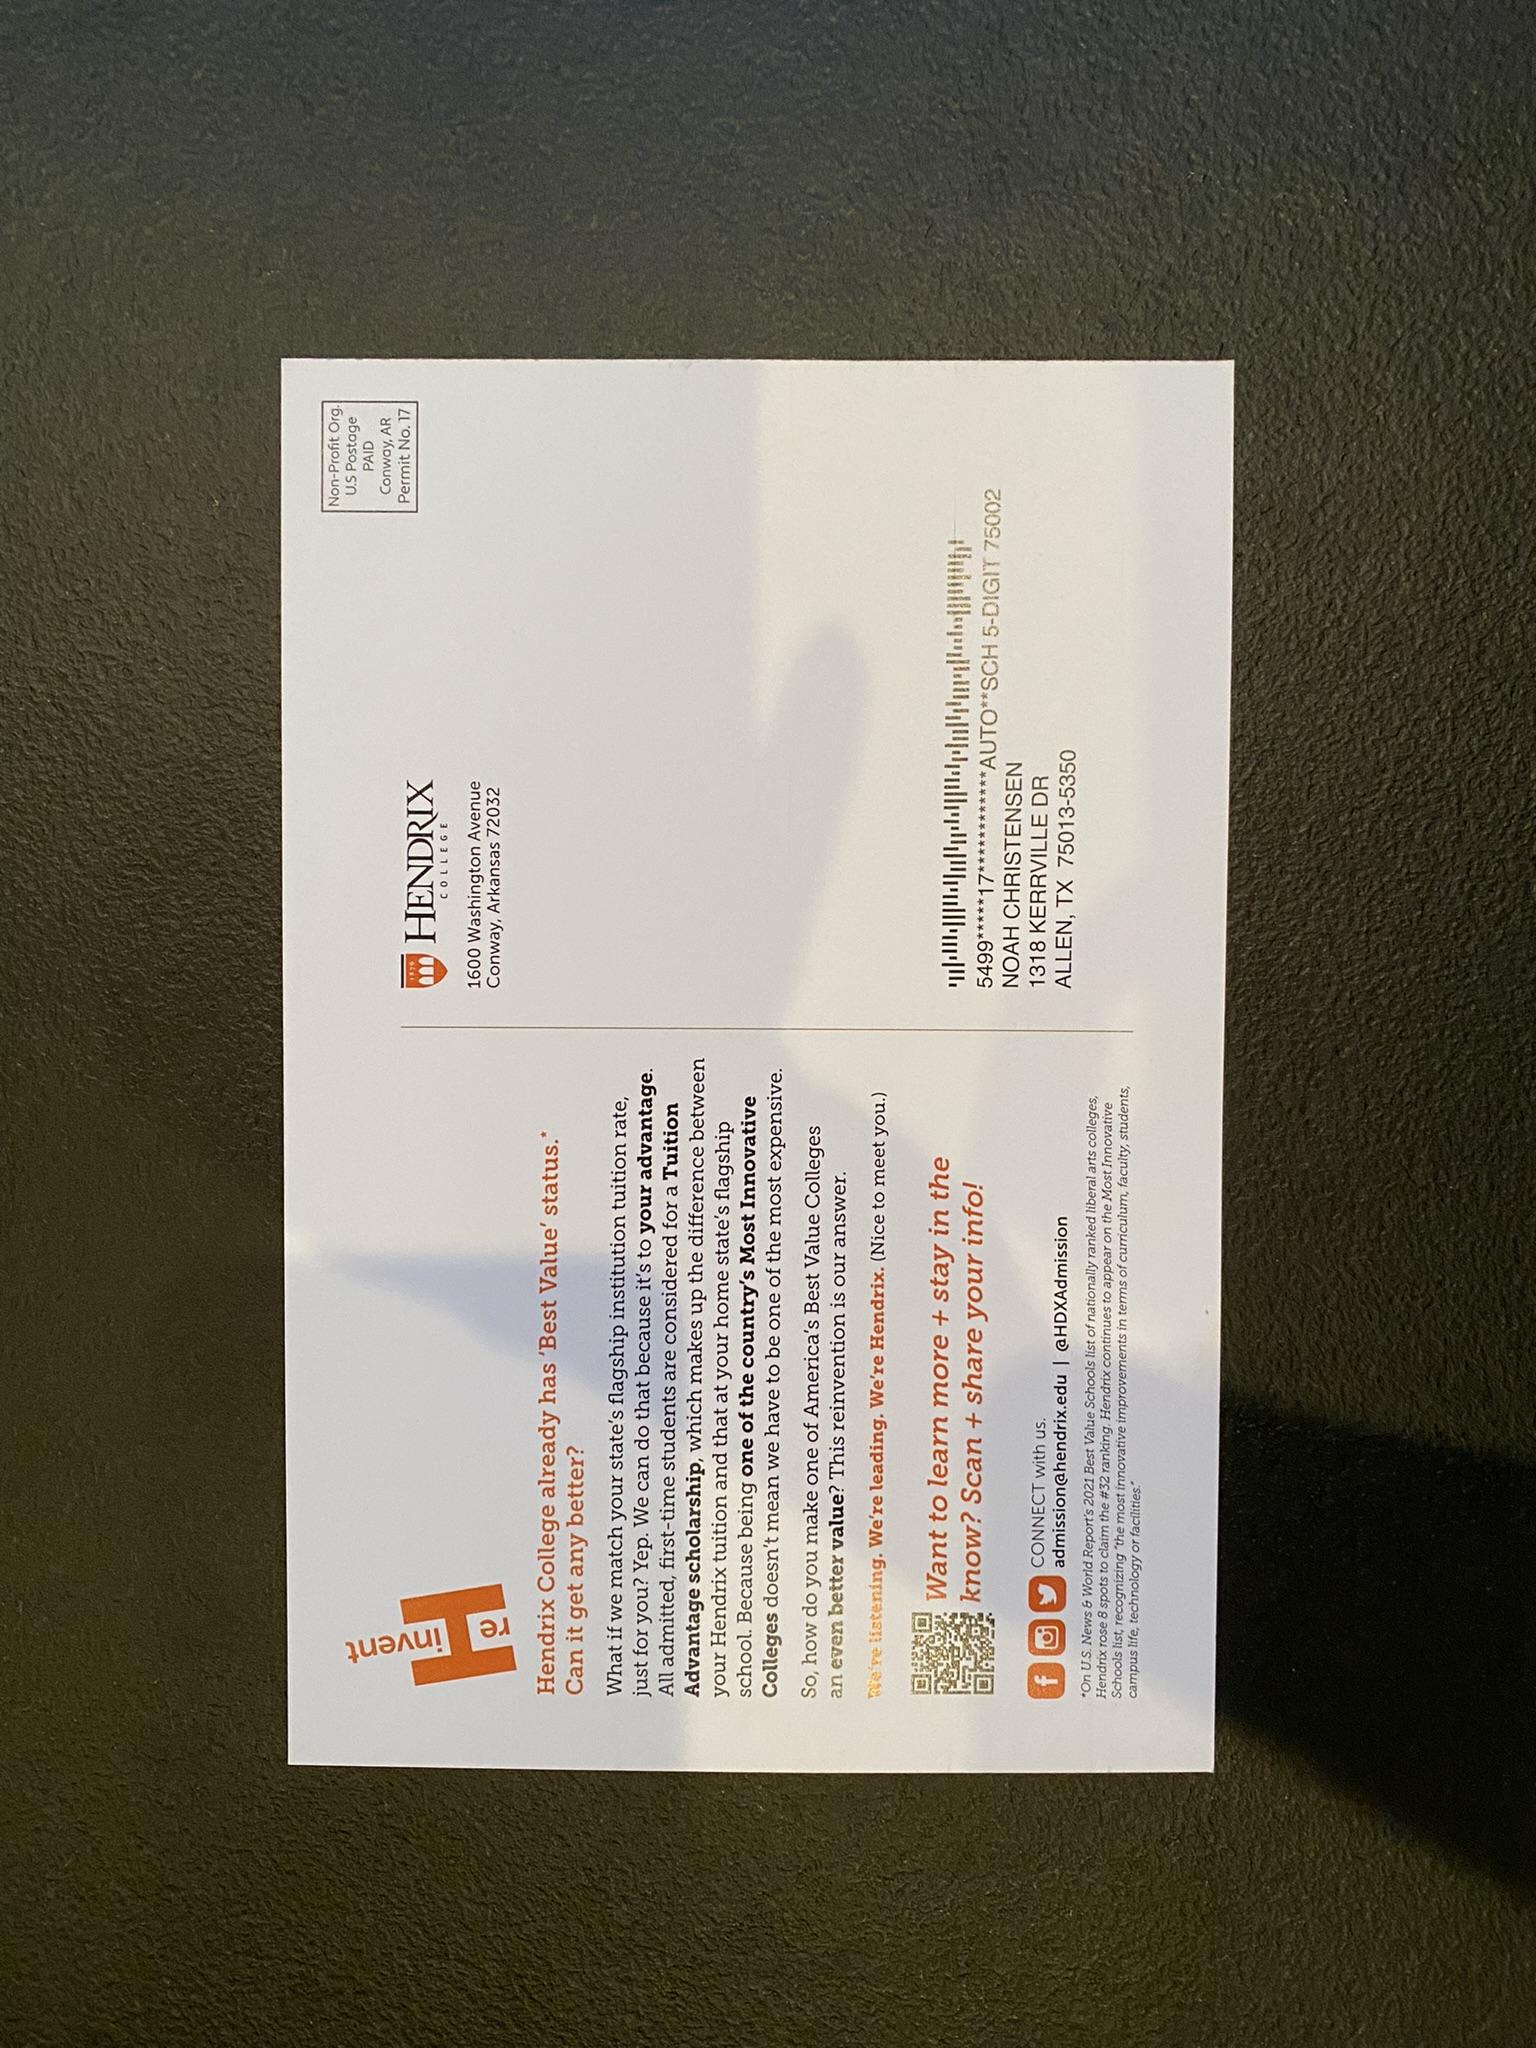 re
invent
Hendrix College already has 'Best Value' status.*
Can it get any better?
What if we match your state's flagship institution tuition rate,
just for you? Yep. We can do that because it's to your advantage.
All admitted, first-time students are considered for a Tuition
Advantage scholarship, which makes up the difference between
your Hendrix tuition and that at your home state's flagship
school. Because being one of the country's Most Innovative
Colleges doesn't mean we have to be one of the most expensive.
So, how do you make one of America's Best Value Colleges
an even better value? This reinvention is our answer.
We're listening. We're leading. We're Hendrix. (Nice to meet you.)
Want to learn more + stay in the
know? Scan + share your info!
CONNECT with us.
admission@hendrix.edu | @HDXAdmission
*On U.S. News & World Report's 2021 Best Value Schools list of nationally ranked liberal arts colleges,
Hendrix rose 8 spots to claim the #32 ranking. Hendrix continues to appear on the Most Innovative
Schools list, recognizing "the most innovative improvements in terms of curriculum, faculty, students,
campus life, technology or facilities."
Non-Profit Org.
U.S Postage
PAID
Conway, AR
Permit No. 17
1876
HENDRIX
COLLEGE
1600 Washington Avenue
Conway, Arkansas 72032
5499*****17************AUTO**SCH 5-DIGIT 75002
NOAH CHRISTENSEN
1318 KERRVILLE DR
ALLEN, TX 75013-5350